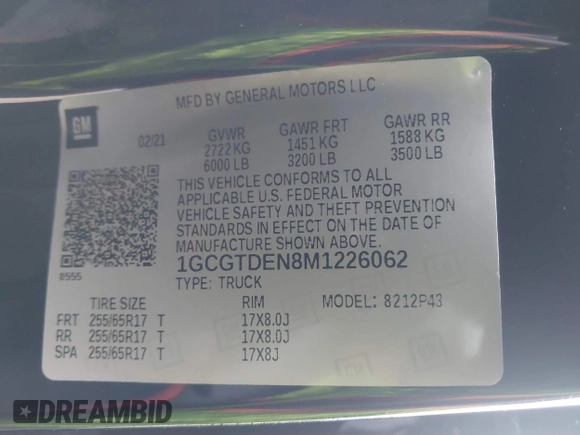 MFD BY GENERAL MOTORS LLC
GM
02/21
GVWR GAWR FRT GAWR RR
2722 KG 1451 KG 1588 KG
6000 LB 3200 LB 3500 LB
THIS VEHICLE CONFORMS TO ALL
APPLICABLE U.S. FEDERAL MOTOR
VEHICLE SAFETY AND THEFT PREVENTION
STANDARDS IN EFFECT ON THE DATE OF
MANUFACTURE SHOWN ABOVE.
8555
1GCGTDEN8M1226062
TYPE: TRUCK
TIRE SIZE RIM MODEL: 8212P43
FRT 255/65R17 T 17X8.0J
RR 255/65R17 T 17X8.0J
SPA 255/65R17 T 17X8J
DREAMBID